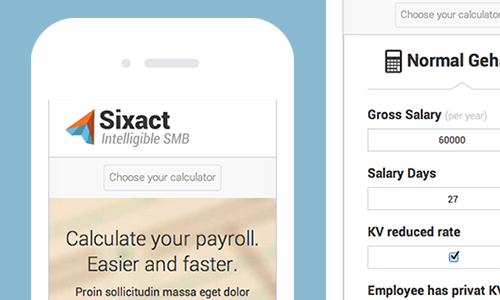 Sixact
Intelligible SMB
Choose your calculator
Calculate your payroll.
Easier and faster.
Proin sollicitudin massa eget dolor
Choose your calculator
Normal Geha
Gross Salary (per year)
60000
Salary Days
27
KV reduced rate
Employee has privat KV